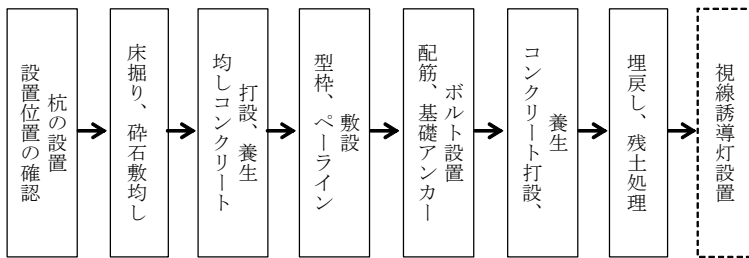 設置位置の確認
杭の設置
床掘り、砕石敷均し
均しコンクリート
打設、養生
型枠、ペーライン
敷設
配筋、基礎アンカー
ボルト設置
コンクリート打設、
養生
埋戻し、残土処理
視線誘導灯設置